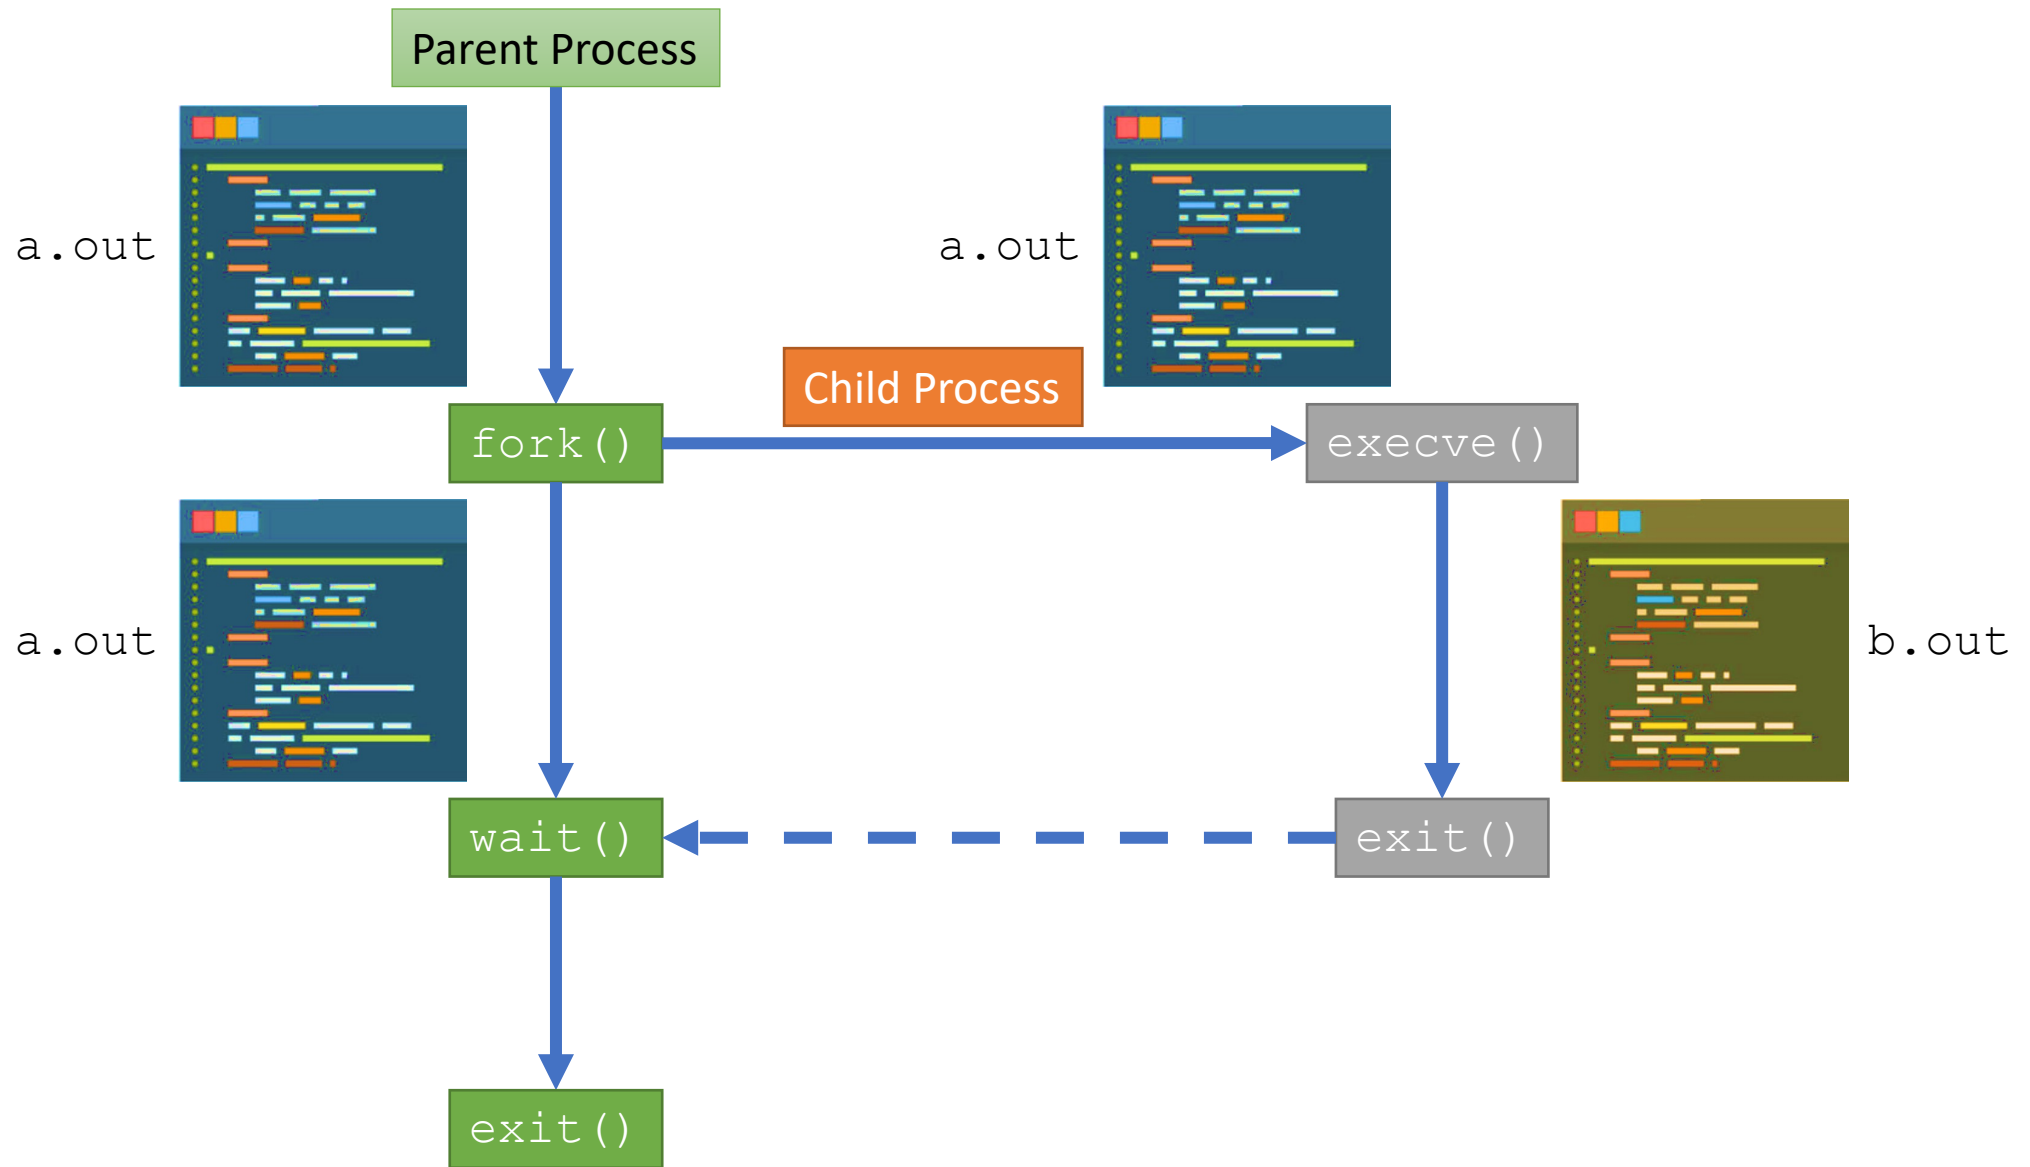 Parent Process
a.out
a.out
Child Process
fork()
execve()
a.out
b.out
wait()
exit()
exit()